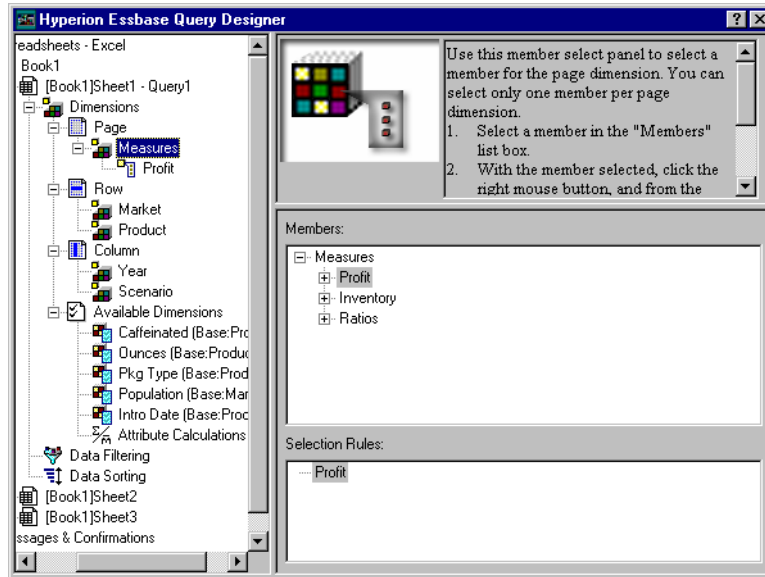 Hyperion Essbase Query Designer
readsheets - Excel
Book1
[Book1]Sheet1 - Query1
Dimensions
Page
Measures
Profit
Row
Market
Product
Column
Year
Scenario
Available Dimensions
Caffeinated (Base:Pro
Ounces (Base:Produc
Pkg Type (Base:Prod
Population (Base:Mar
Intro Date (Base:Proc
Attribute Calculations
Data Filtering
Data Sorting
[Book1]Sheet2
[Book1]Sheet3
ssages & Confirmations
Use this member select panel to select a
member for the page dimension. You can
select only one member per page
dimension.
1. Select a member in the "Members"
list box.
2. With the member selected, click the
right mouse button, and from the
Members:
Measures
Profit
Inventory
Ratios
Selection Rules:
Profit